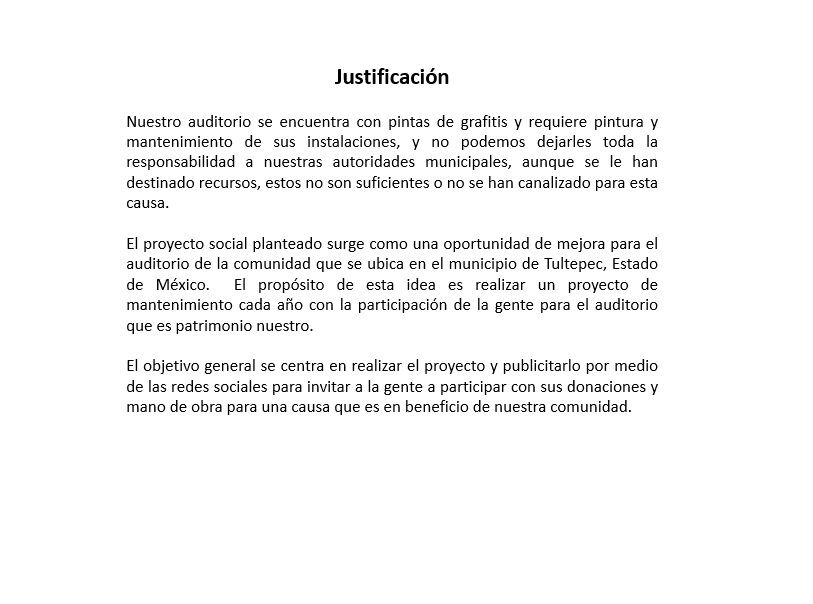 Justificación
Nuestro auditorio se encuentra con pintas de grafitis y requiere pintura y
mantenimiento de sus instalaciones, y no podemos dejarles toda la
responsabilidad a nuestras autoridades municipales, aunque se le han
destinado recursos, estos no son suficientes o no se han canalizado para esta
causa.
El proyecto social planteado surge como una oportunidad de mejora para el
auditorio de la comunidad que se ubica en el municipio de Tultepec, Estado
de México. El propósito de esta idea es realizar un proyecto de
mantenimiento cada año con la participación de la gente para el auditorio
que es patrimonio nuestro.
El objetivo general se centra en realizar el proyecto y publicitarlo por medio
de las redes sociales para invitar a la gente a participar con sus donaciones y
mano de obra para una causa que es en beneficio de nuestra comunidad.